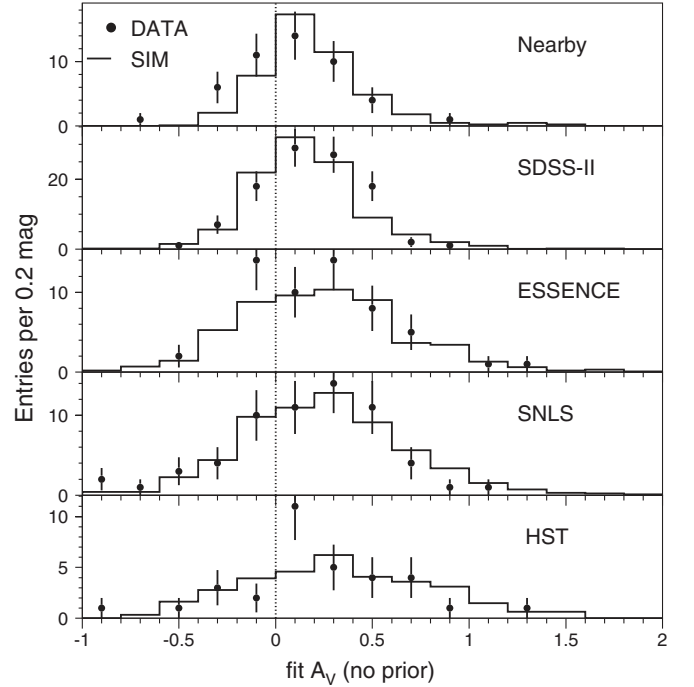 DATA
SIM
Nearby
10
0
SDSS-II
20
0
ESSENCE
10
0
SNLS
10
0
HST
10
5
0
Entries per 0.2 mag
-1 -0.5 0 0.5 1 1.5 2
fit A_V (no prior)